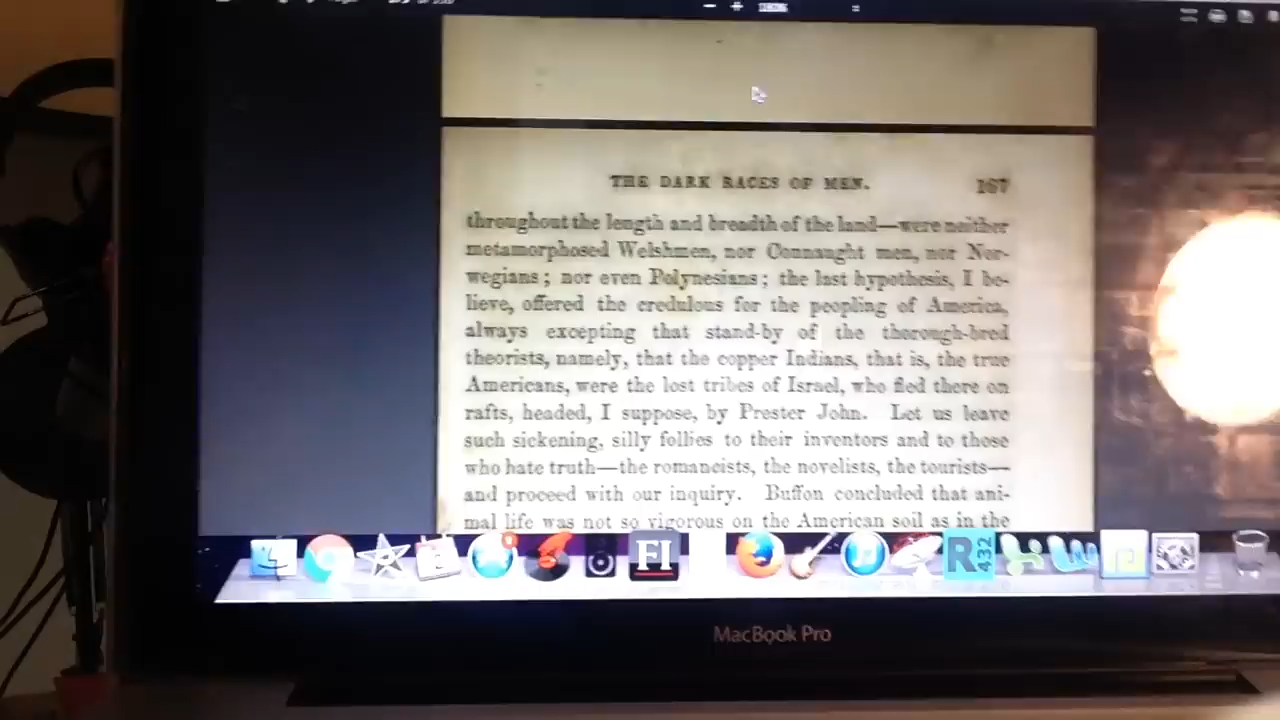 THE DARK RACES OF MEN. 167
throughout the length and breadth of the land—were neither
metamorphosed Welshmen, nor Connaught men, nor Nor-
wegians; nor even Polynesians; the last hypothesis, I be-
lieve, offered the credulous for the peopling of America,
always excepting that stand-by of the thorough-bred
theorists, namely, that the copper Indians, that is, the true
Americans, were the lost tribes of Israel, who fled there on
rafts, headed, I suppose, by Prester John. Let us leave
such sickening, silly follies to their inventors and to those
who hate truth—the romancists, the novelists, the tourists—
and proceed with our inquiry. Buffon concluded that ani-
mal life was not so vigorous on the American soil as in the
FI
R
432
MacBook Pro